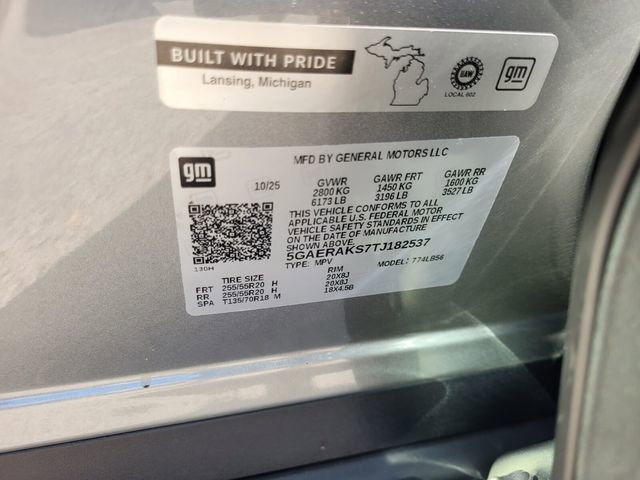 BUILT WITH PRIDE
Lansing, Michigan
UAW
LOCAL 602
gm
gm
MFD BY GENERAL MOTORS LLC
10/25 GVWR GAWR FRT GAWR RR
2800 KG 1450 KG 1600 KG
6173 LB 3196 LB 3527 LB
THIS VEHICLE CONFORMS TO ALL
APPLICABLE U.S. FEDERAL MOTOR
VEHICLE SAFETY STANDARDS IN EFFECT
ON THE DATE OF MANUFACTURE
SHOWN ABOVE.
5GAERAKS7TJ182537
TYPE: MPV MODEL: 774LB56
130H
TIRE SIZE RIM
FRT 255/55R20 H 20X8J
RR 255/55R20 H 20X8J
SPA T135/70R18 M 18X4.5B